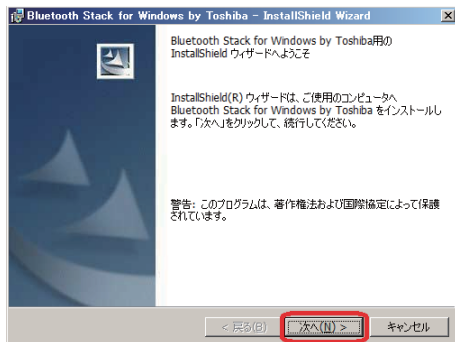 Bluetooth Stack for Windows by Toshiba - InstallShield Wizard
Bluetooth Stack for Windows by Toshiba用の
InstallShield ウィザードへようこそ
InstallShield(R) ウィザードは、ご使用のコンピュータへ
Bluetooth Stack for Windows by Toshiba をインストールし
ます。「次へ」をクリックして、続行してください。
警告: このプログラムは、著作権法および国際協定によって保護
されています。
< 戻る(B) 次へ(N) > キャンセル